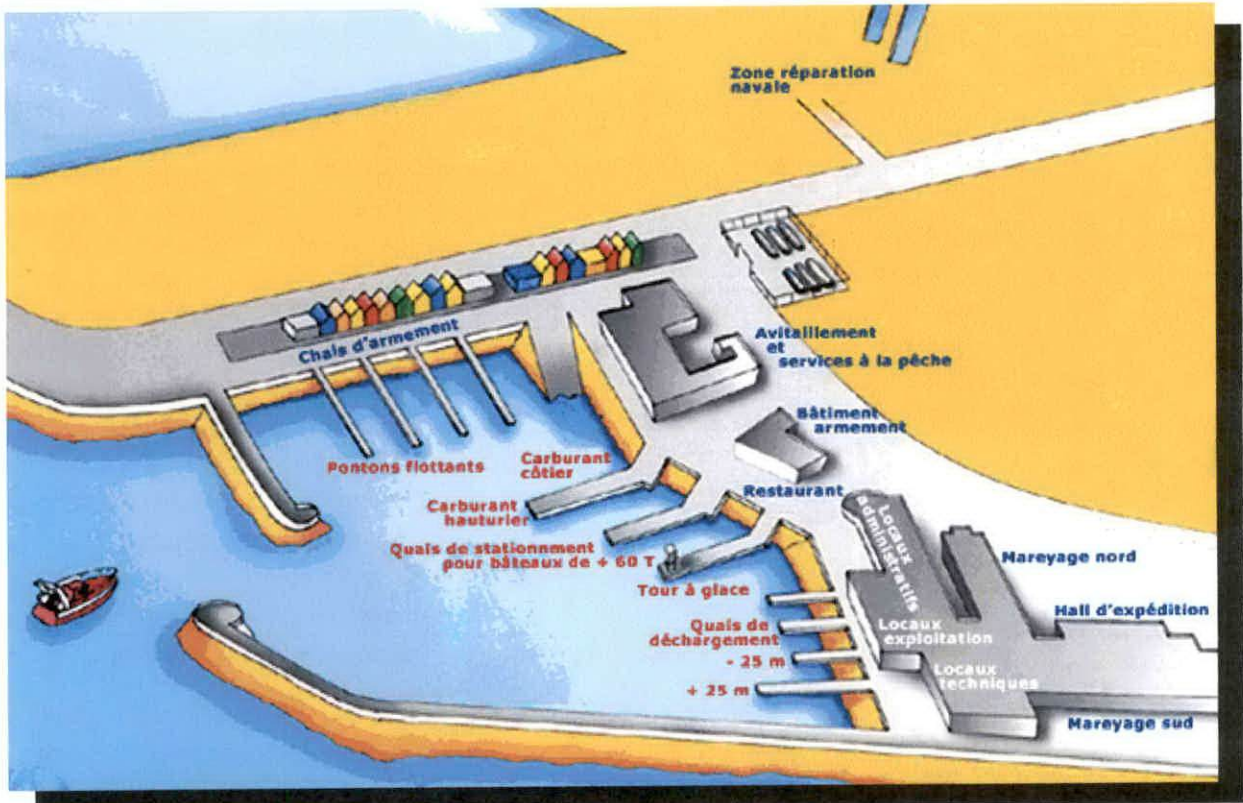 Zone réparation
navale
Chais d'armement
Avitaillement
et
services à la pêche
Bâtiment
armement
Restaurant
Pontons flottants
Carburant
côtier
Carburant
hauturier
Quais de stationnment
pour bâteaux de + 60 T
Tour à glace
Quais de
déchargement
- 25 m
+ 25 m
Locaux
administratifs
Locaux
exploitation
Locaux
techniques
Mareyage nord
Hall d'expédition
Mareyage sud